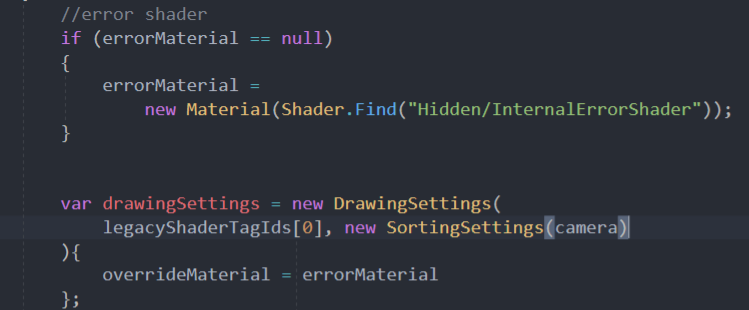 //error shader
if (errorMaterial == null)
{
errorMaterial =
new Material(Shader.Find("Hidden/InternalErrorShader"));
}
var drawingSettings = new DrawingSettings(
legacyShaderTagIds[0], new SortingSettings(camera)
){
overrideMaterial = errorMaterial
};